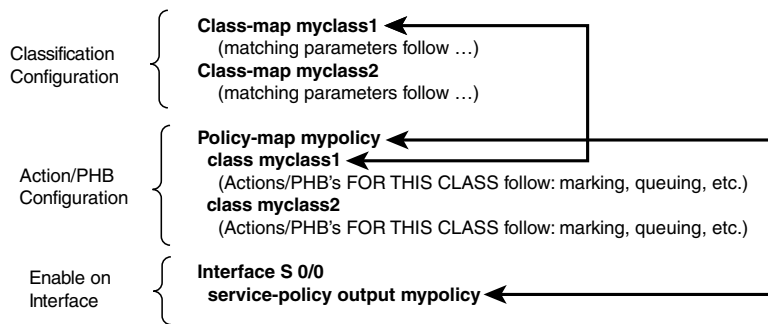 Classification
Configuration
Class-map myclass1
(matching parameters follow …)
Class-map myclass2
(matching parameters follow …)
Action/PHB
Configuration
Policy-map mypolicy
class myclass1
(Actions/PHB's FOR THIS CLASS follow: marking, queuing, etc.)
class myclass2
(Actions/PHB's FOR THIS CLASS follow: marking, queuing, etc.)
Enable on
Interface
Interface S 0/0
service-policy output mypolicy